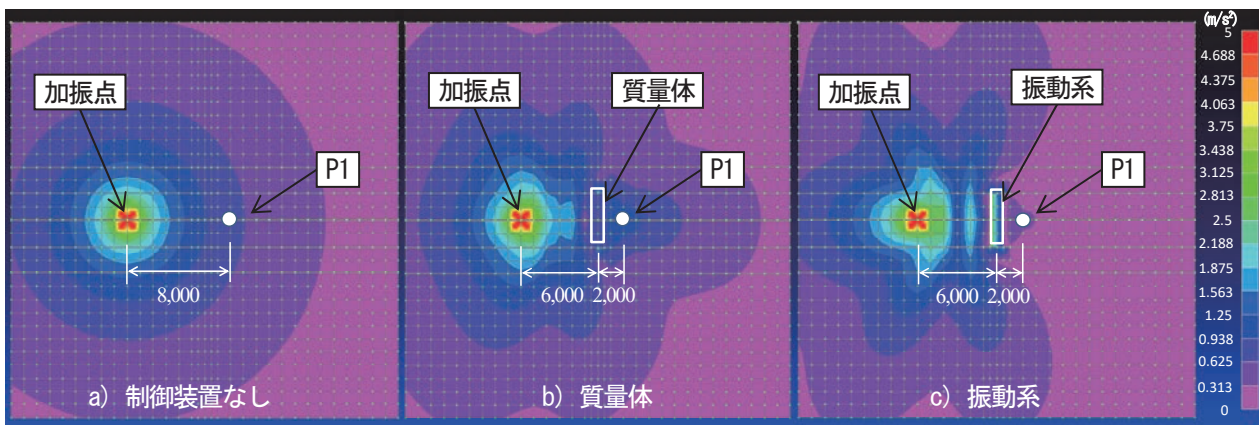 加振点
P1
8,000
a) 制御装置なし
加振点
質量体
P1
6,000 2,000
b) 質量体
加振点
振動系
P1
6,000 2,000
c) 振動系
(m/s²)
5
4.688
4.375
4.063
3.75
3.438
3.125
2.813
2.5
2.188
1.875
1.563
1.25
0.938
0.625
0.313
0